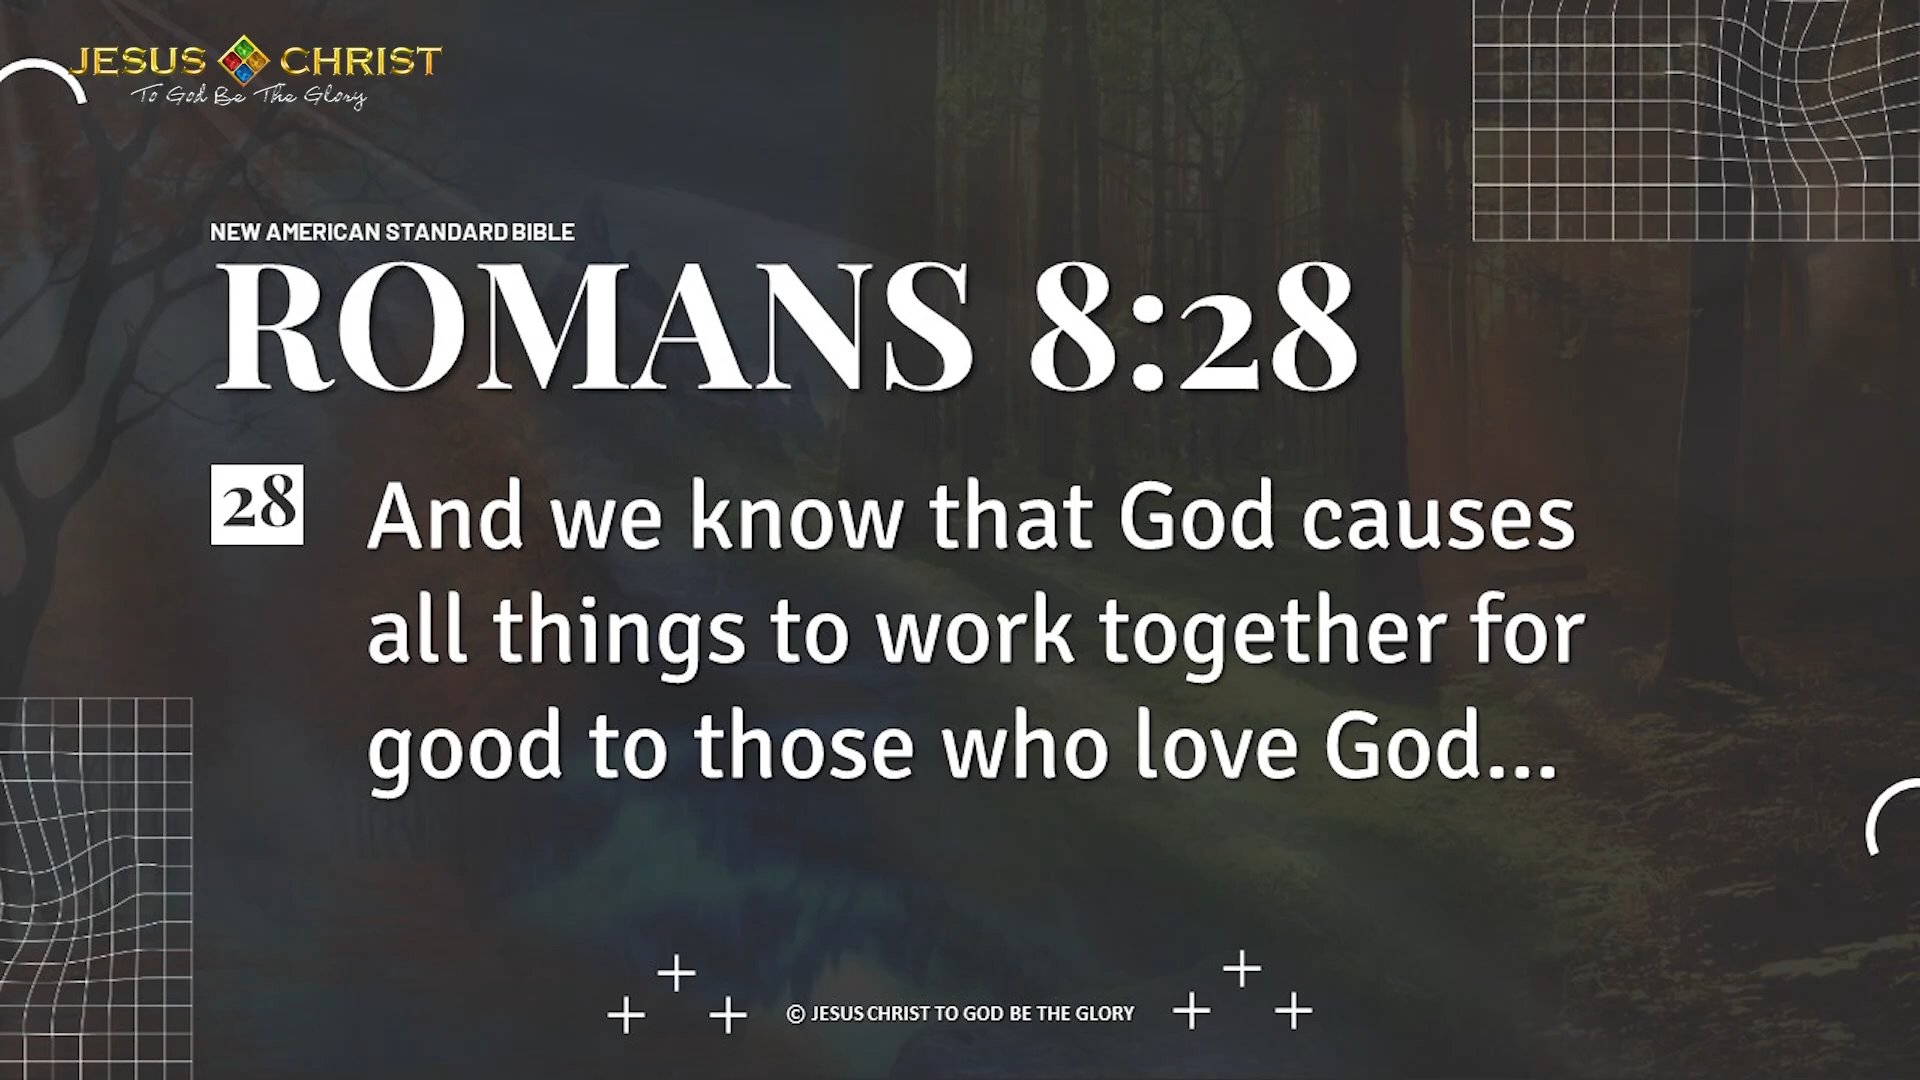 JESUS CHRIST
To God Be The Glory
NEW AMERICAN STANDARD BIBLE
ROMANS 8:28
28 And we know that God causes
all things to work together for
good to those who love God...
© JESUS CHRIST TO GOD BE THE GLORY